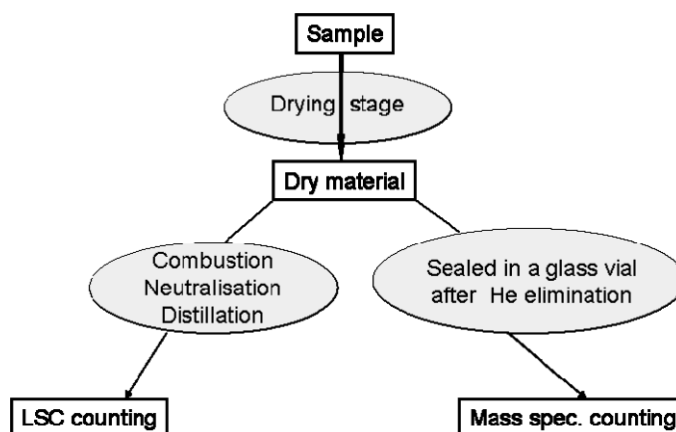 Sample
Drying stage
Dry material
Combustion
Neutralisation
Distillation
Sealed in a glass vial
after He elimination
LSC counting
Mass spec. counting